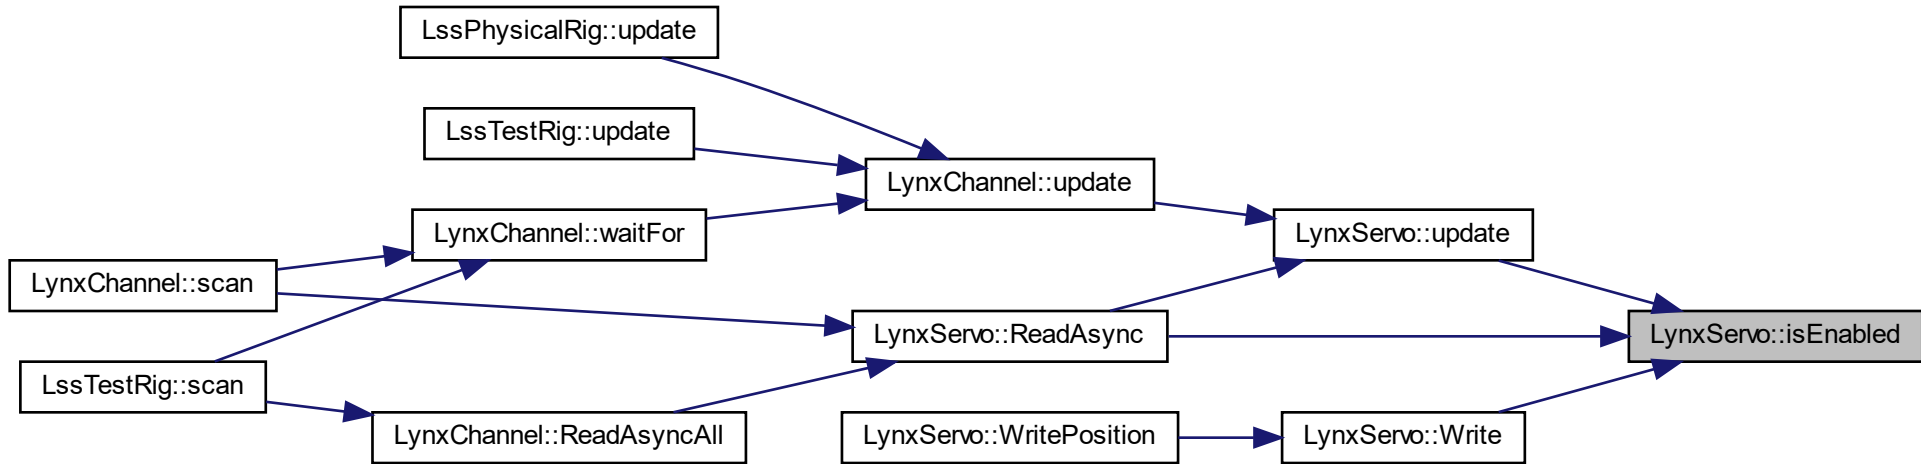 LssPhysicalRig::update
LssTestRig::update
LynxChannel::update
LynxChannel::waitFor
LynxServo::update
LynxChannel::scan
LynxServo::ReadAsync
LynxServo::isEnabled
LssTestRig::scan
LynxChannel::ReadAsyncAll
LynxServo::WritePosition
LynxServo::Write